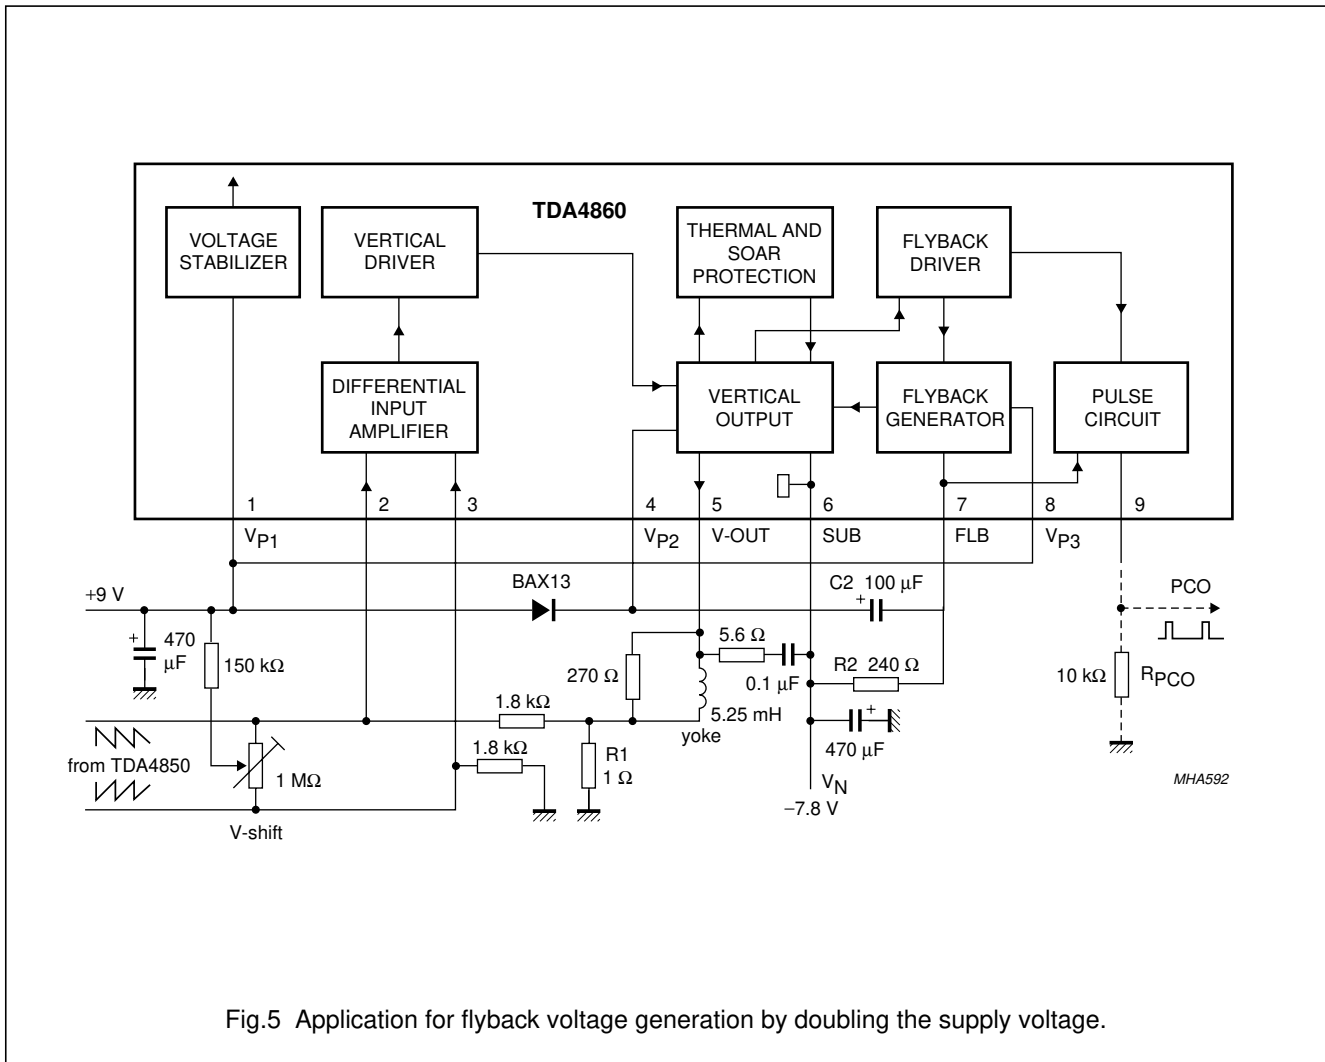 TDA4860
VOLTAGE
STABILIZER
VERTICAL
DRIVER
THERMAL AND
SOAR
PROTECTION
FLYBACK
DRIVER
DIFFERENTIAL
INPUT
AMPLIFIER
VERTICAL
OUTPUT
FLYBACK
GENERATOR
PULSE
CIRCUIT
1
2
3
4
5
6
7
8
9
VP1
VP2
V-OUT
SUB
FLB
VP3
+9 V
BAX13
C2 100 μF
+
PCO
+
470
μF
150 kΩ
270 Ω
5.6 Ω
0.1 μF
R2 240 Ω
10 kΩ
RPCO
1.8 kΩ
5.25 mH
yoke
+
470 μF
from TDA4850
1 MΩ
1.8 kΩ
R1
1 Ω
VN
−7.8 V
V-shift
MHA592
Fig.5 Application for flyback voltage generation by doubling the supply voltage.